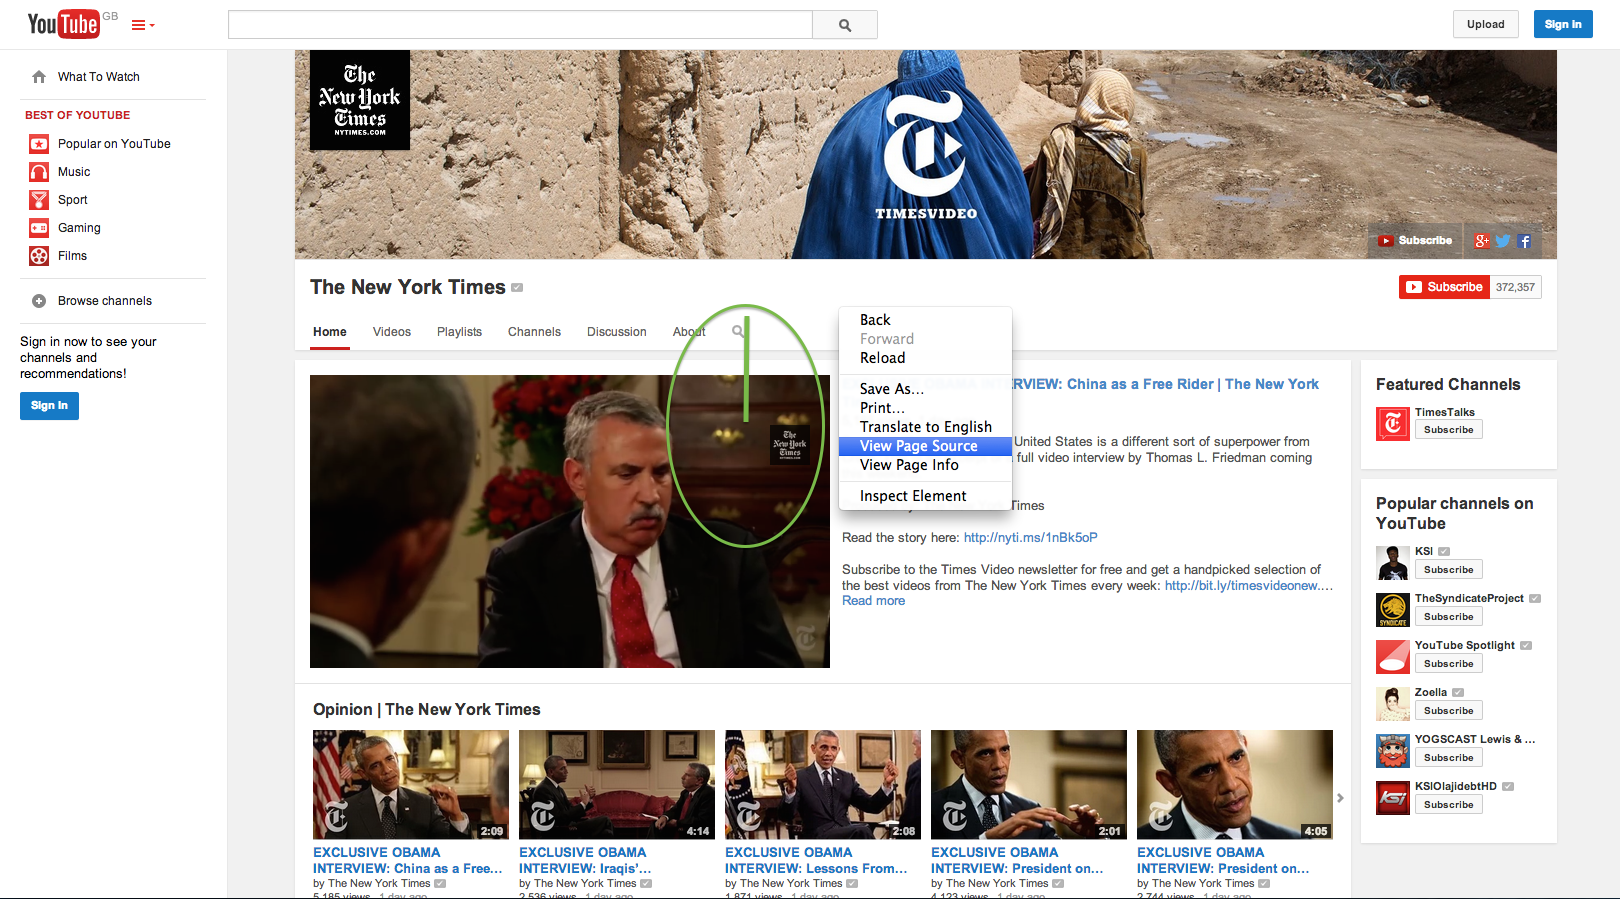 YouTube GB
Upload
Sign In
What To Watch
BEST OF YOUTUBE
Popular on YouTube
Music
Sport
Gaming
Films
Browse channels
Sign in now to see your
channels and
recommendations!
Sign In
The
New York
Times
NYTIMES.COM
TIMESVIDEO
Subscribe
The New York Times
Subscribe 372,357
Home Videos Playlists Channels Discussion About
The
New York
Times
Back
Forward
Reload
Save As...
Print...
Translate to English
View Page Source
View Page Info
Inspect Element
RVIEW: China as a Free Rider | The New York
United States is a different sort of superpower from
full video interview by Thomas L. Friedman coming
Times
Read the story here: http://nyti.ms/1nBk5oP
Subscribe to the Times Video newsletter for free and get a handpicked selection of
the best videos from The New York Times every week: http://bit.ly/timesvideonew....
Read more
Featured Channels
TimesTalks
Subscribe
Popular channels on
YouTube
KSI
Subscribe
TheSyndicateProject
Subscribe
SYNDICATE
YouTube Spotlight
Subscribe
Zoella
Subscribe
YOGSCAST Lewis & ...
Subscribe
KSIOlajidebtHD
Subscribe
KSI
Opinion | The New York Times
2:09
EXCLUSIVE OBAMA
INTERVIEW: China as a Free...
by The New York Times
5,185 views 1 day ago
4:14
EXCLUSIVE OBAMA
INTERVIEW: Iraqis'...
by The New York Times
2,536 views 1 day ago
2:08
EXCLUSIVE OBAMA
INTERVIEW: Lessons From...
by The New York Times
1,871 views 1 day ago
2:01
EXCLUSIVE OBAMA
INTERVIEW: President on...
by The New York Times
4,123 views 1 day ago
4:05
EXCLUSIVE OBAMA
INTERVIEW: President on...
by The New York Times
2,744 views 1 day ago